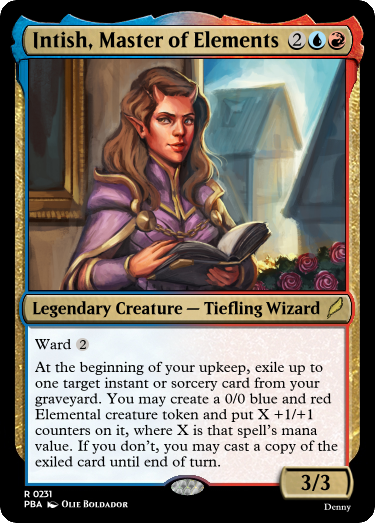 Intish, Master of Elements 2
Legendary Creature — Tiefling Wizard
Ward 2
At the beginning of your upkeep, exile up to
one target instant or sorcery card from your
graveyard. You may create a 0/0 blue and red
Elemental creature token and put X +1/+1
counters on it, where X is that spell's mana
value. If you don't, you may cast a copy of the
exiled card until end of turn.
3/3
R 0231
PBA Olie Boldador
Denny